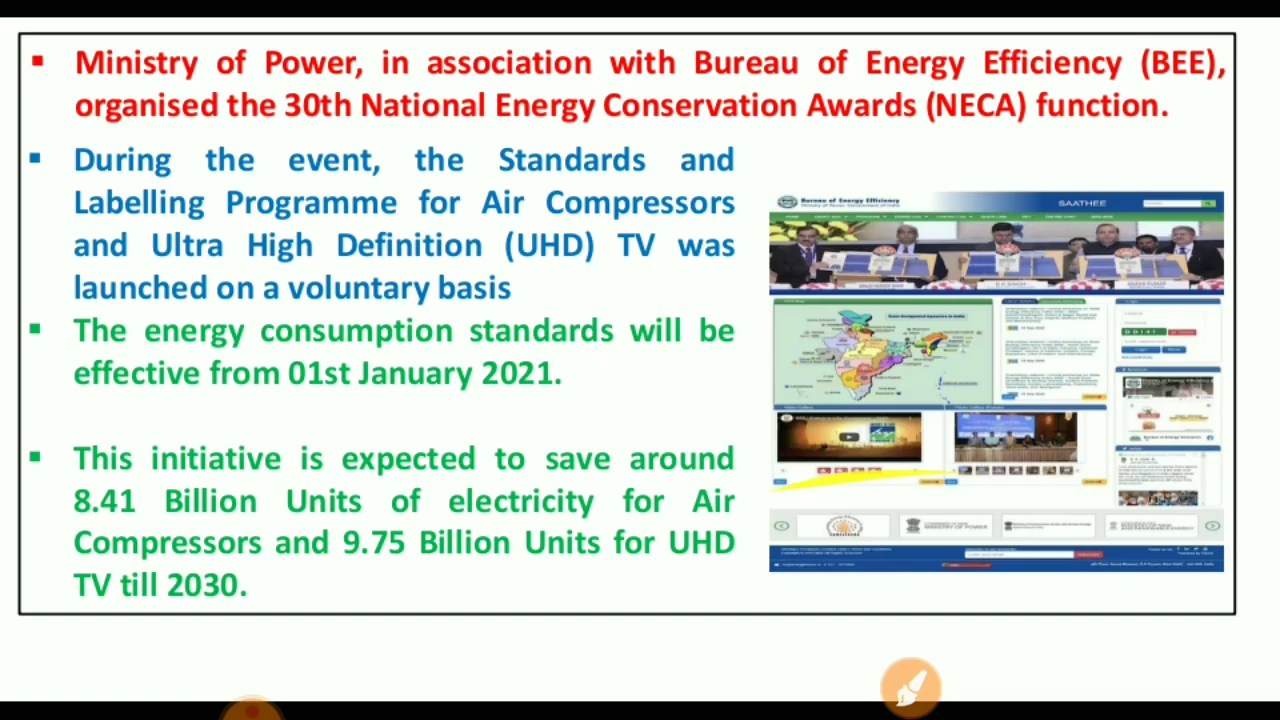 ▪ Ministry of Power, in association with Bureau of Energy Efficiency (BEE),
organised the 30th National Energy Conservation Awards (NECA) function.
▪ During the event, the Standards and
Labelling Programme for Air Compressors
and Ultra High Definition (UHD) TV was
launched on a voluntary basis
▪ The energy consmption standards will be
effective from 01st January 2021.
▪ This initiative is expected to save around
8.41 Billion Units of electricity for Air
Compressors and 9.75 Billion Units for UHD
TV till 2030.
Bureau of Energy Efficiency
SAATHEE
MINISTRY OF POWER